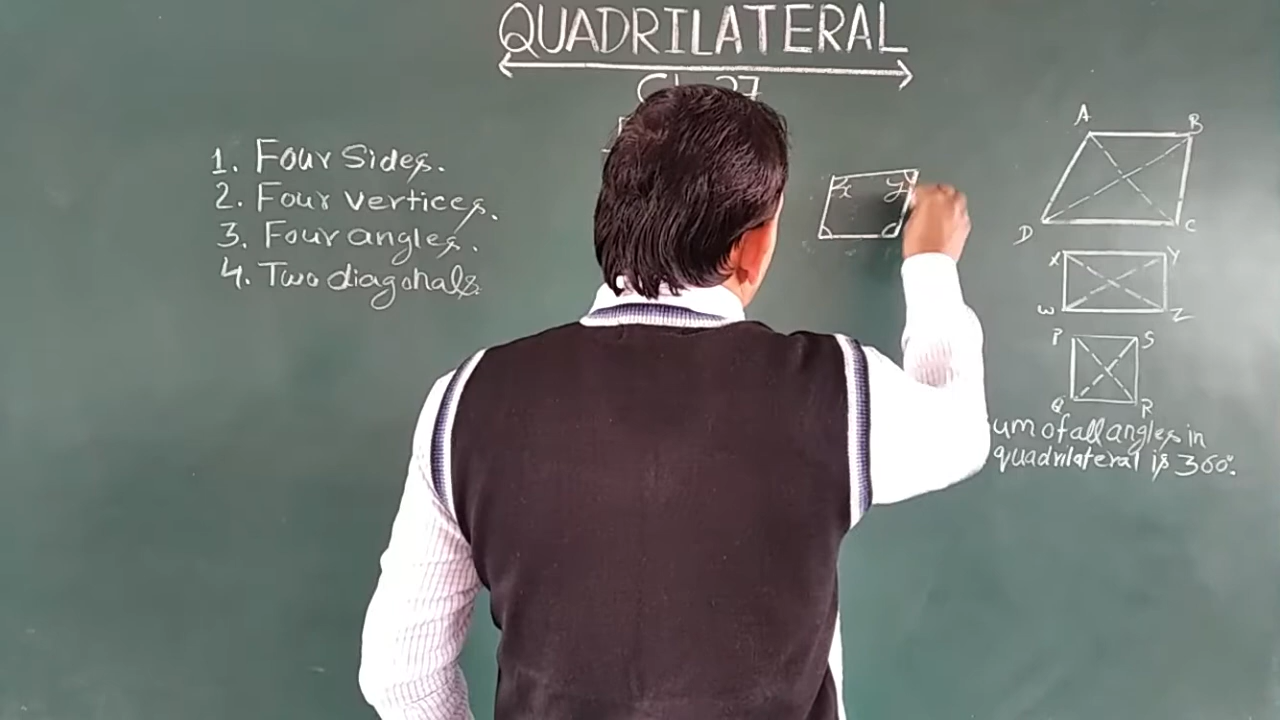 QUADRILATERAL
1. Four Sides.
2. Four vertices.
3. Four angles.
4. Two diagonals.
x y
A B
D C
X Y
W Z
P S
Q R
of all angles in
quadrilateral is 360°.